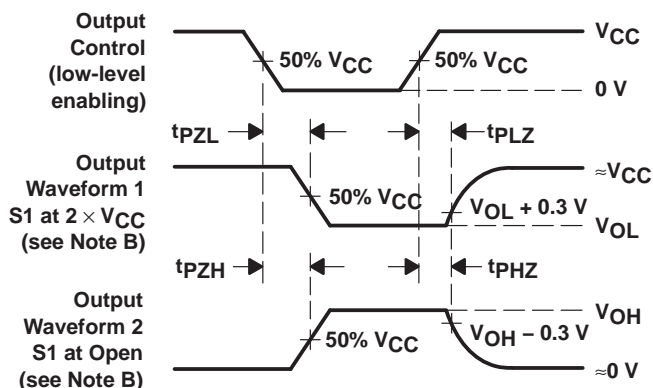 Output
Control
(low-level
enabling)
50% VCC
50% VCC
VCC
0 V
tPZL
tPLZ
Output
Waveform 1
S1 at 2 × VCC
(see Note B)
50% VCC
VOL + 0.3 V
≈VCC
VOL
tPZH
tPHZ
Output
Waveform 2
S1 at Open
(see Note B)
50% VCC
VOH − 0.3 V
VOH
≈0 V